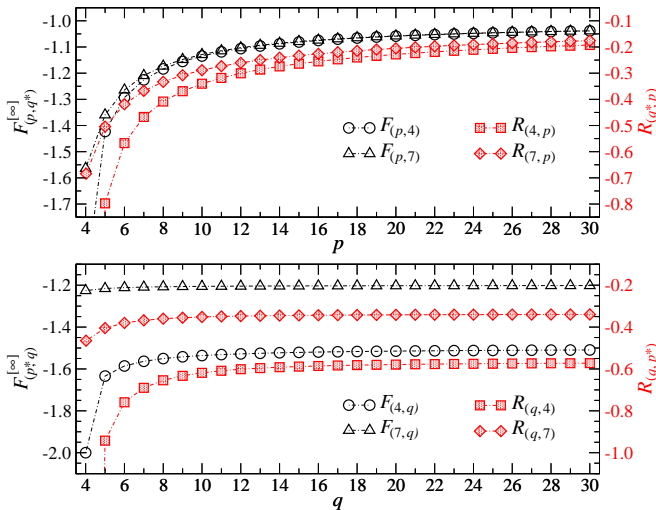 -1.0
-1.1
-1.2
-1.3
-1.4
-1.5
-1.6
-1.7
F^{[∞]}_{(p,q*)}
-0.1
-0.2
-0.3
-0.4
-0.5
-0.6
-0.7
-0.8
R_{(q*,p)}
F_{(p,4)} R_{(4,p)}
F_{(p,7)} R_{(7,p)}
4 6 8 10 12 14 16 18 20 22 24 26 28 30
p
-1.2
-1.4
-1.6
-1.8
-2.0
F^{[∞]}_{(p*,q)}
-0.2
-0.4
-0.6
-0.8
-1.0
R_{(q,p*)}
F_{(4,q)} R_{(q,4)}
F_{(7,q)} R_{(q,7)}
4 6 8 10 12 14 16 18 20 22 24 26 28 30
q